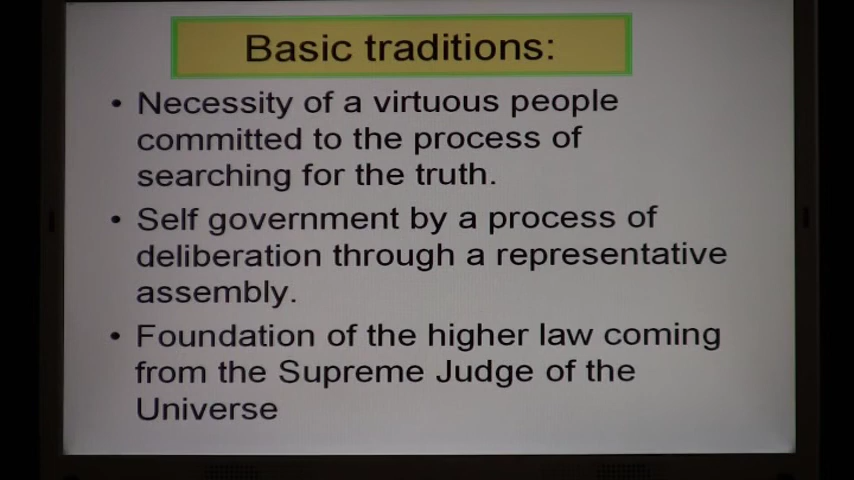 Basic traditions:
• Necessity of a virtuous people
committed to the process of
searching for the truth.
• Self government by a process of
deliberation through a representative
assembly.
• Foundation of the higher law coming
from the Supreme Judge of the
Universe